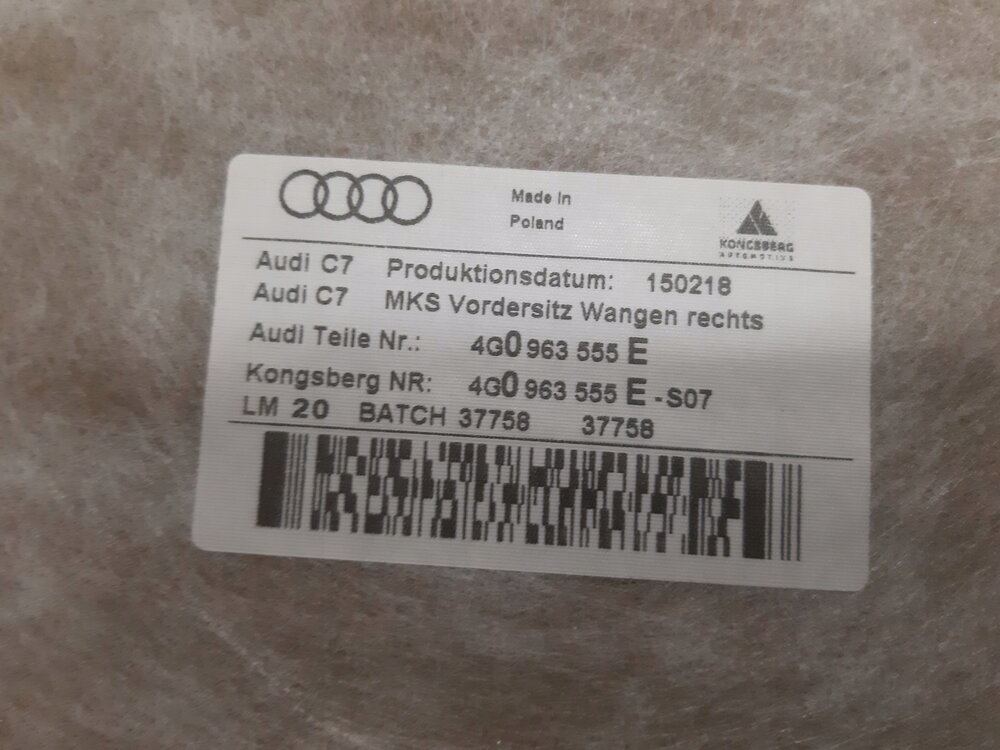 Made In
Poland
KONGSBERG
AUTOMOTIVE
Audi C7 Produktionsdatum: 150218
Audi C7 MKS Vordersitz Wangen rechts
Audi Teile Nr.: 4G0 963 555 E
Kongsberg NR: 4G0 963 555 E -S07
LM 20 BATCH 37758 37758